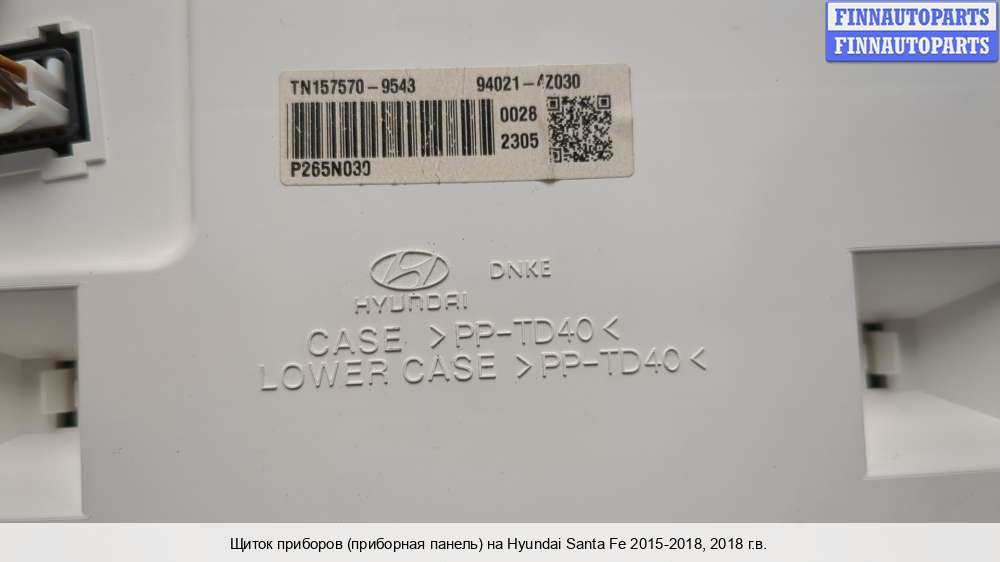 FINNAUTOPARTS
FINNAUTOPARTS
TN157570-9543 94021-4Z030
0028
2305
P265N030
HYUNDAI DNKE
CASE >PP-TD40<
LOWER CASE >PP-TD40<
Щиток приборов (приборная панель) на Hyundai Santa Fe 2015-2018, 2018 г.в.